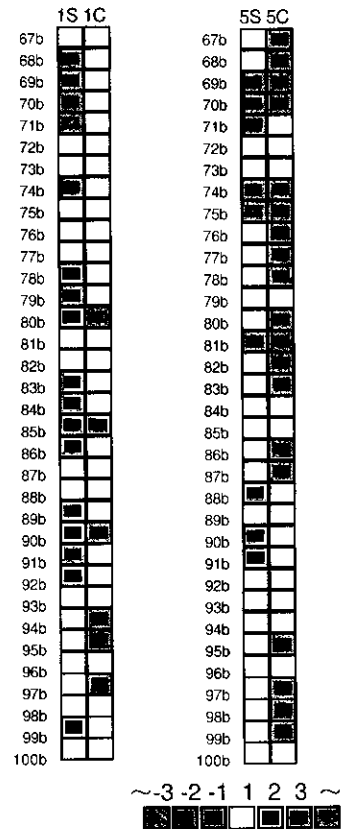 1S 1C
67b
68b
69b
70b
71b
72b
73b
74b
75b
76b
77b
78b
79b
80b
81b
82b
83b
84b
85b
86b
87b
88b
89b
90b
91b
92b
93b
94b
95b
96b
97b
98b
99b
100b
5S 5C
67b
68b
69b
70b
71b
72b
73b
74b
75b
76b
77b
78b
79b
80b
81b
82b
83b
84b
85b
86b
87b
88b
89b
90b
91b
92b
93b
94b
95b
96b
97b
98b
99b
100b
~-3 -2 -1 1 2 3 ~